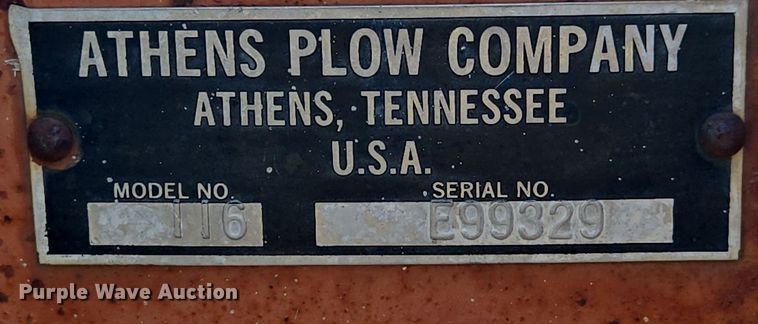 ATHENS PLOW COMPANY
ATHENS, TENNESSEE
U.S.A.
MODEL NO. SERIAL NO.
116 E99329
Purple Wave Auction